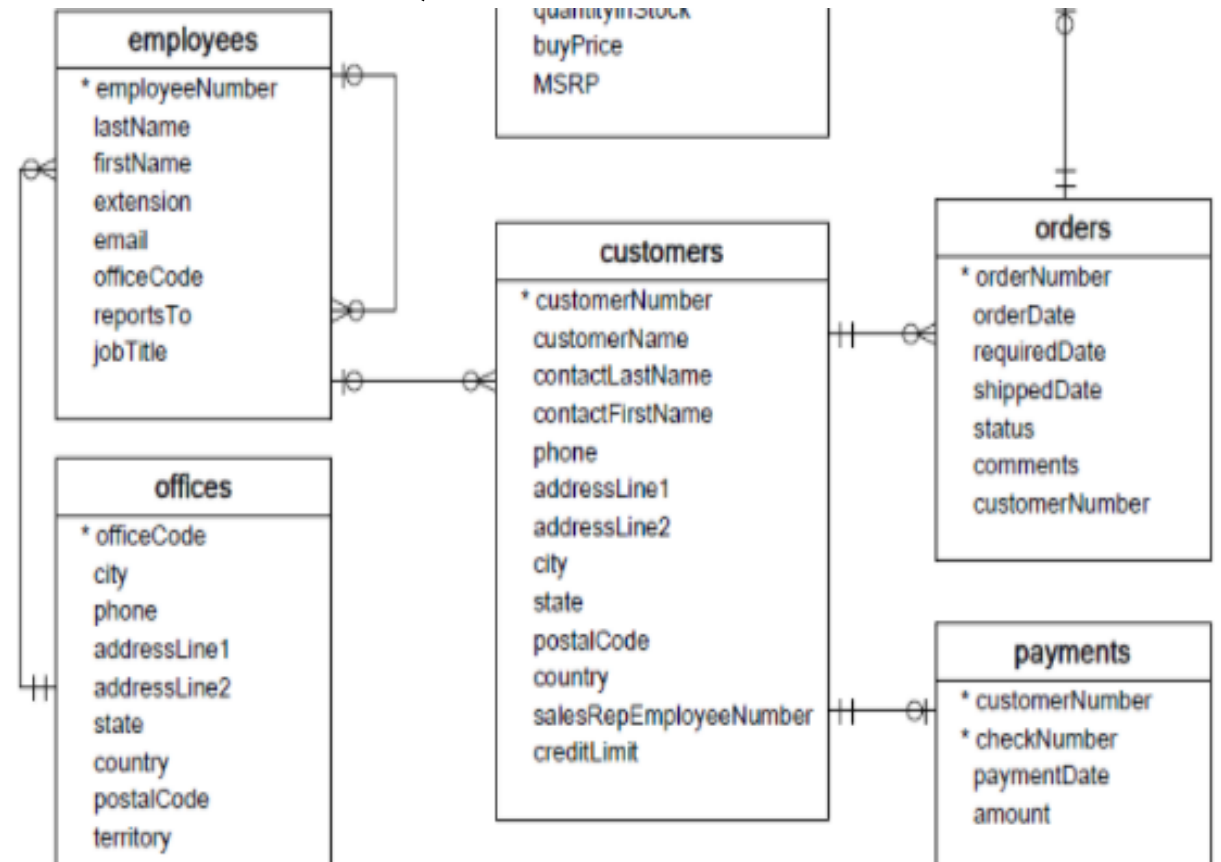 employees
* employeeNumber
lastName
firstName
extension
email
officeCode
reportsTo
jobTitle
offices
* officeCode
city
phone
addressLine1
addressLine2
state
country
postalCode
territory
quantityInStock
buyPrice
MSRP
customers
* customerNumber
customerName
contactLastName
contactFirstName
phone
addressLine1
addressLine2
city
state
postalCode
country
salesRepEmployeeNumber
creditLimit
orders
* orderNumber
orderDate
requiredDate
shippedDate
status
comments
customerNumber
payments
* customerNumber
* checkNumber
paymentDate
amount